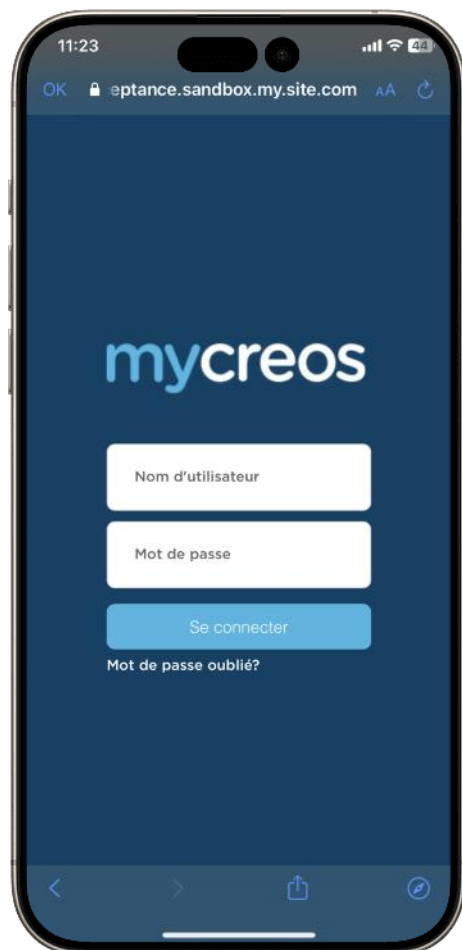 11:23
44
OK eptance.sandbox.my.site.com AA
mycreos
Nom d'utilisateur
Mot de passe
Se connecter
Mot de passe oublié?